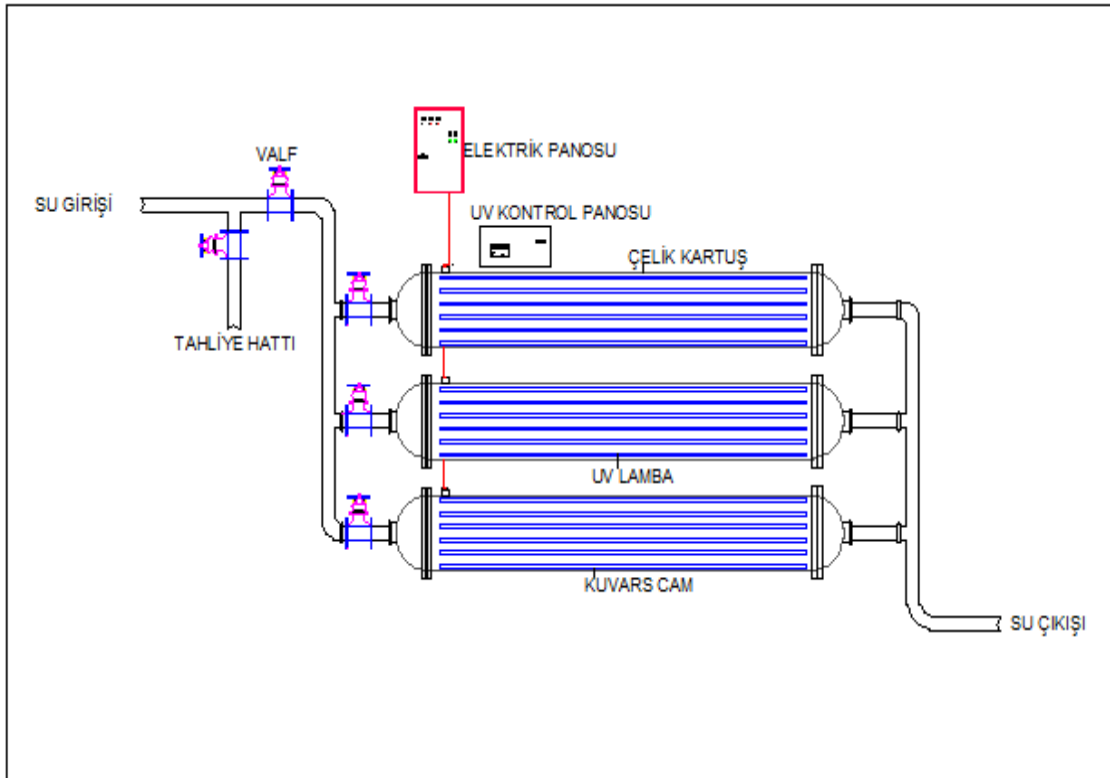 ELEKTRİK PANOSU
VALF
SU GİRİŞİ
UV KONTROL PANOSU
ÇELİK KARTUŞ
TAHLİYE HATTI
UV LAMBA
KUVARS CAM
SU ÇIKIŞI